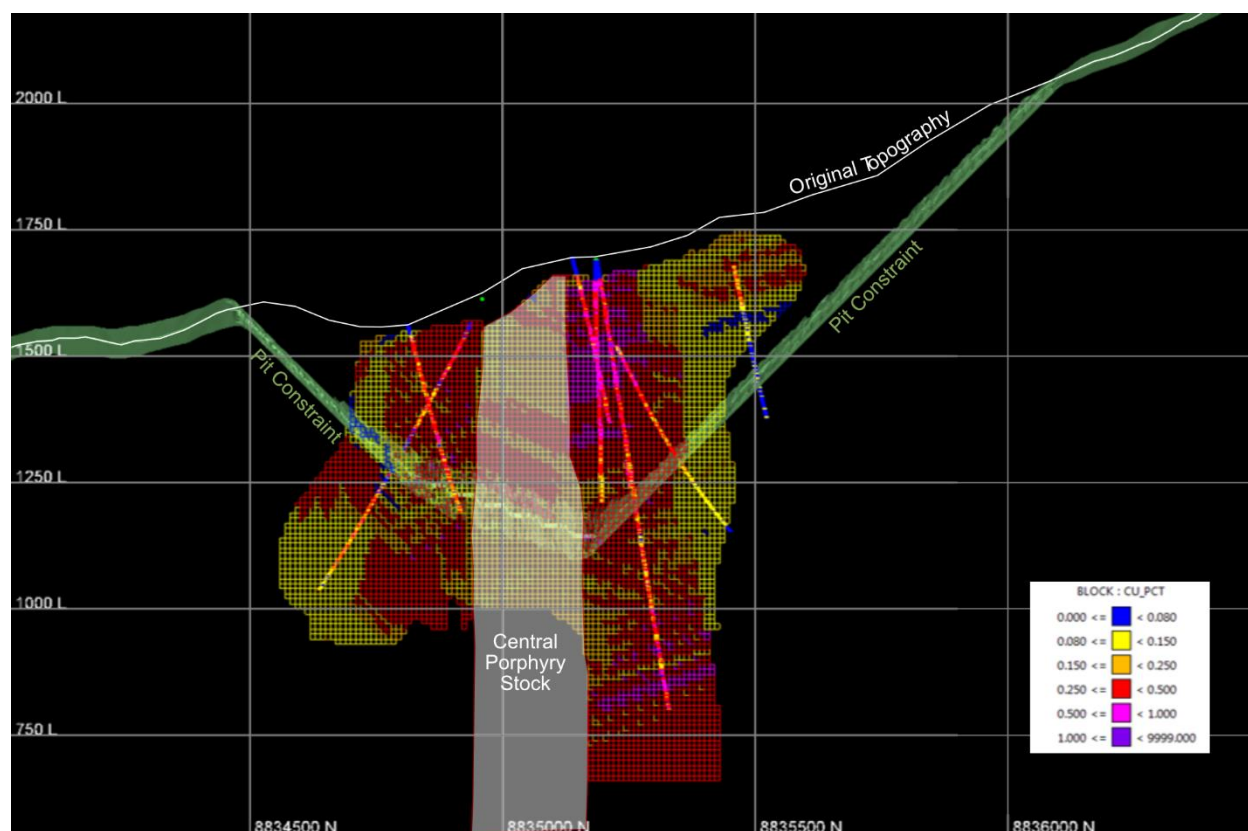 2000 L
Original Topography
1750 L
Pit Constraint
1500 L
Pit Constraint
1250 L
BLOCK : CU_PCT
0.000 <= < 0.080
0.080 <= < 0.150
0.150 <= < 0.250
0.250 <= < 0.500
0.500 <= < 1.000
1.000 <= < 9999.000
1000 L
Central
Porphyry
Stock
750 L
8834500 N
8835000 N
8835500 N
8836000 N